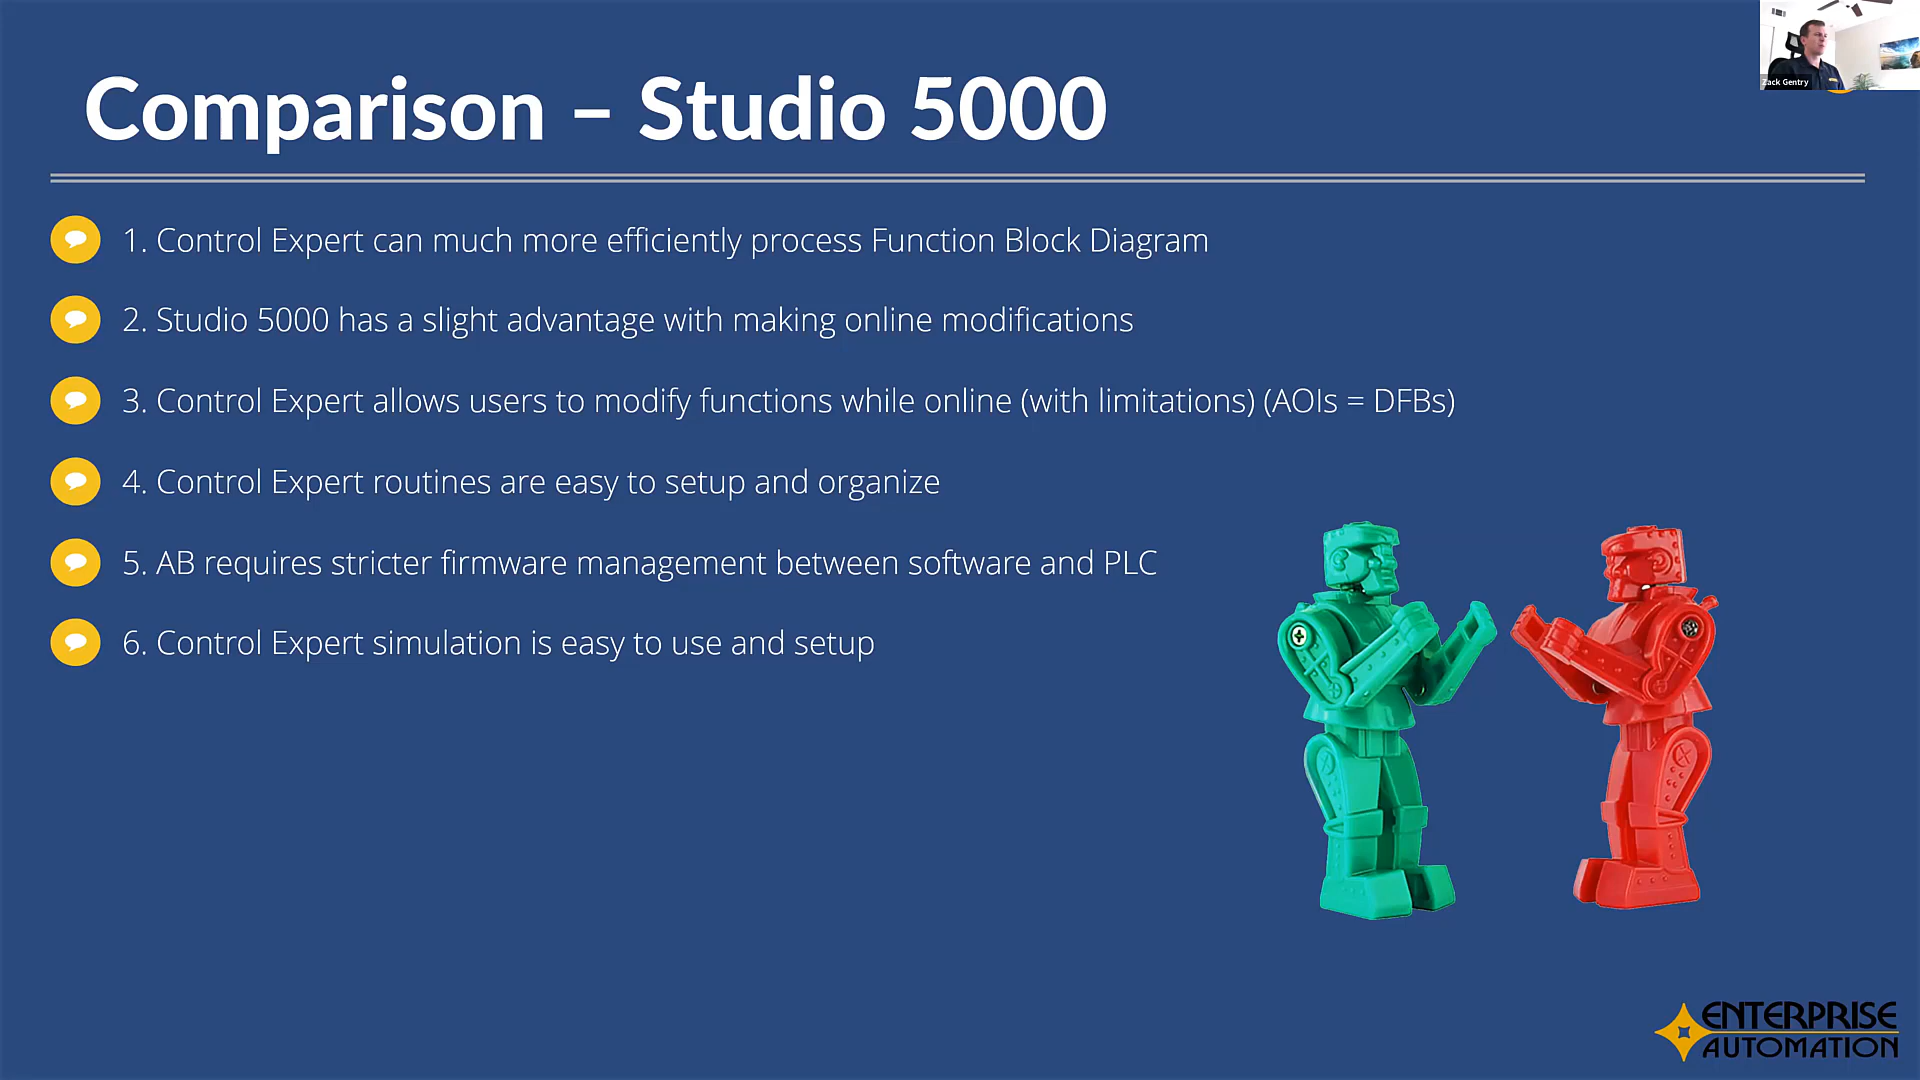 Zack Gentry
Comparison – Studio 5000
1. Control Expert can much more efficiently process Function Block Diagram
2. Studio 5000 has a slight advantage with making online modifications
3. Control Expert allows users to modify functions while online (with limitations) (AOIs = DFBs)
4. Control Expert routines are easy to setup and organize
5. AB requires stricter firmware management between software and PLC
6. Control Expert simulation is easy to use and setup
ENTERPRISE
AUTOMATION